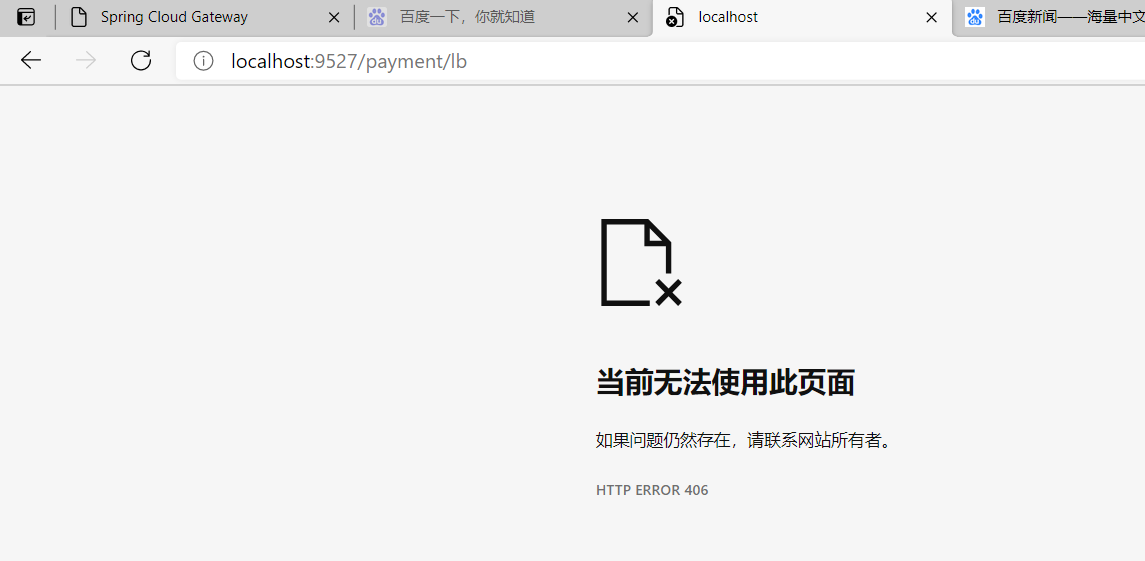 Spring Cloud Gateway
百度一下，你就知道
localhost
百度新闻——海量中文
localhost:9527/payment/lb
当前无法使用此页面
如果问题仍然存在，请联系网站所有者。
HTTP ERROR 406